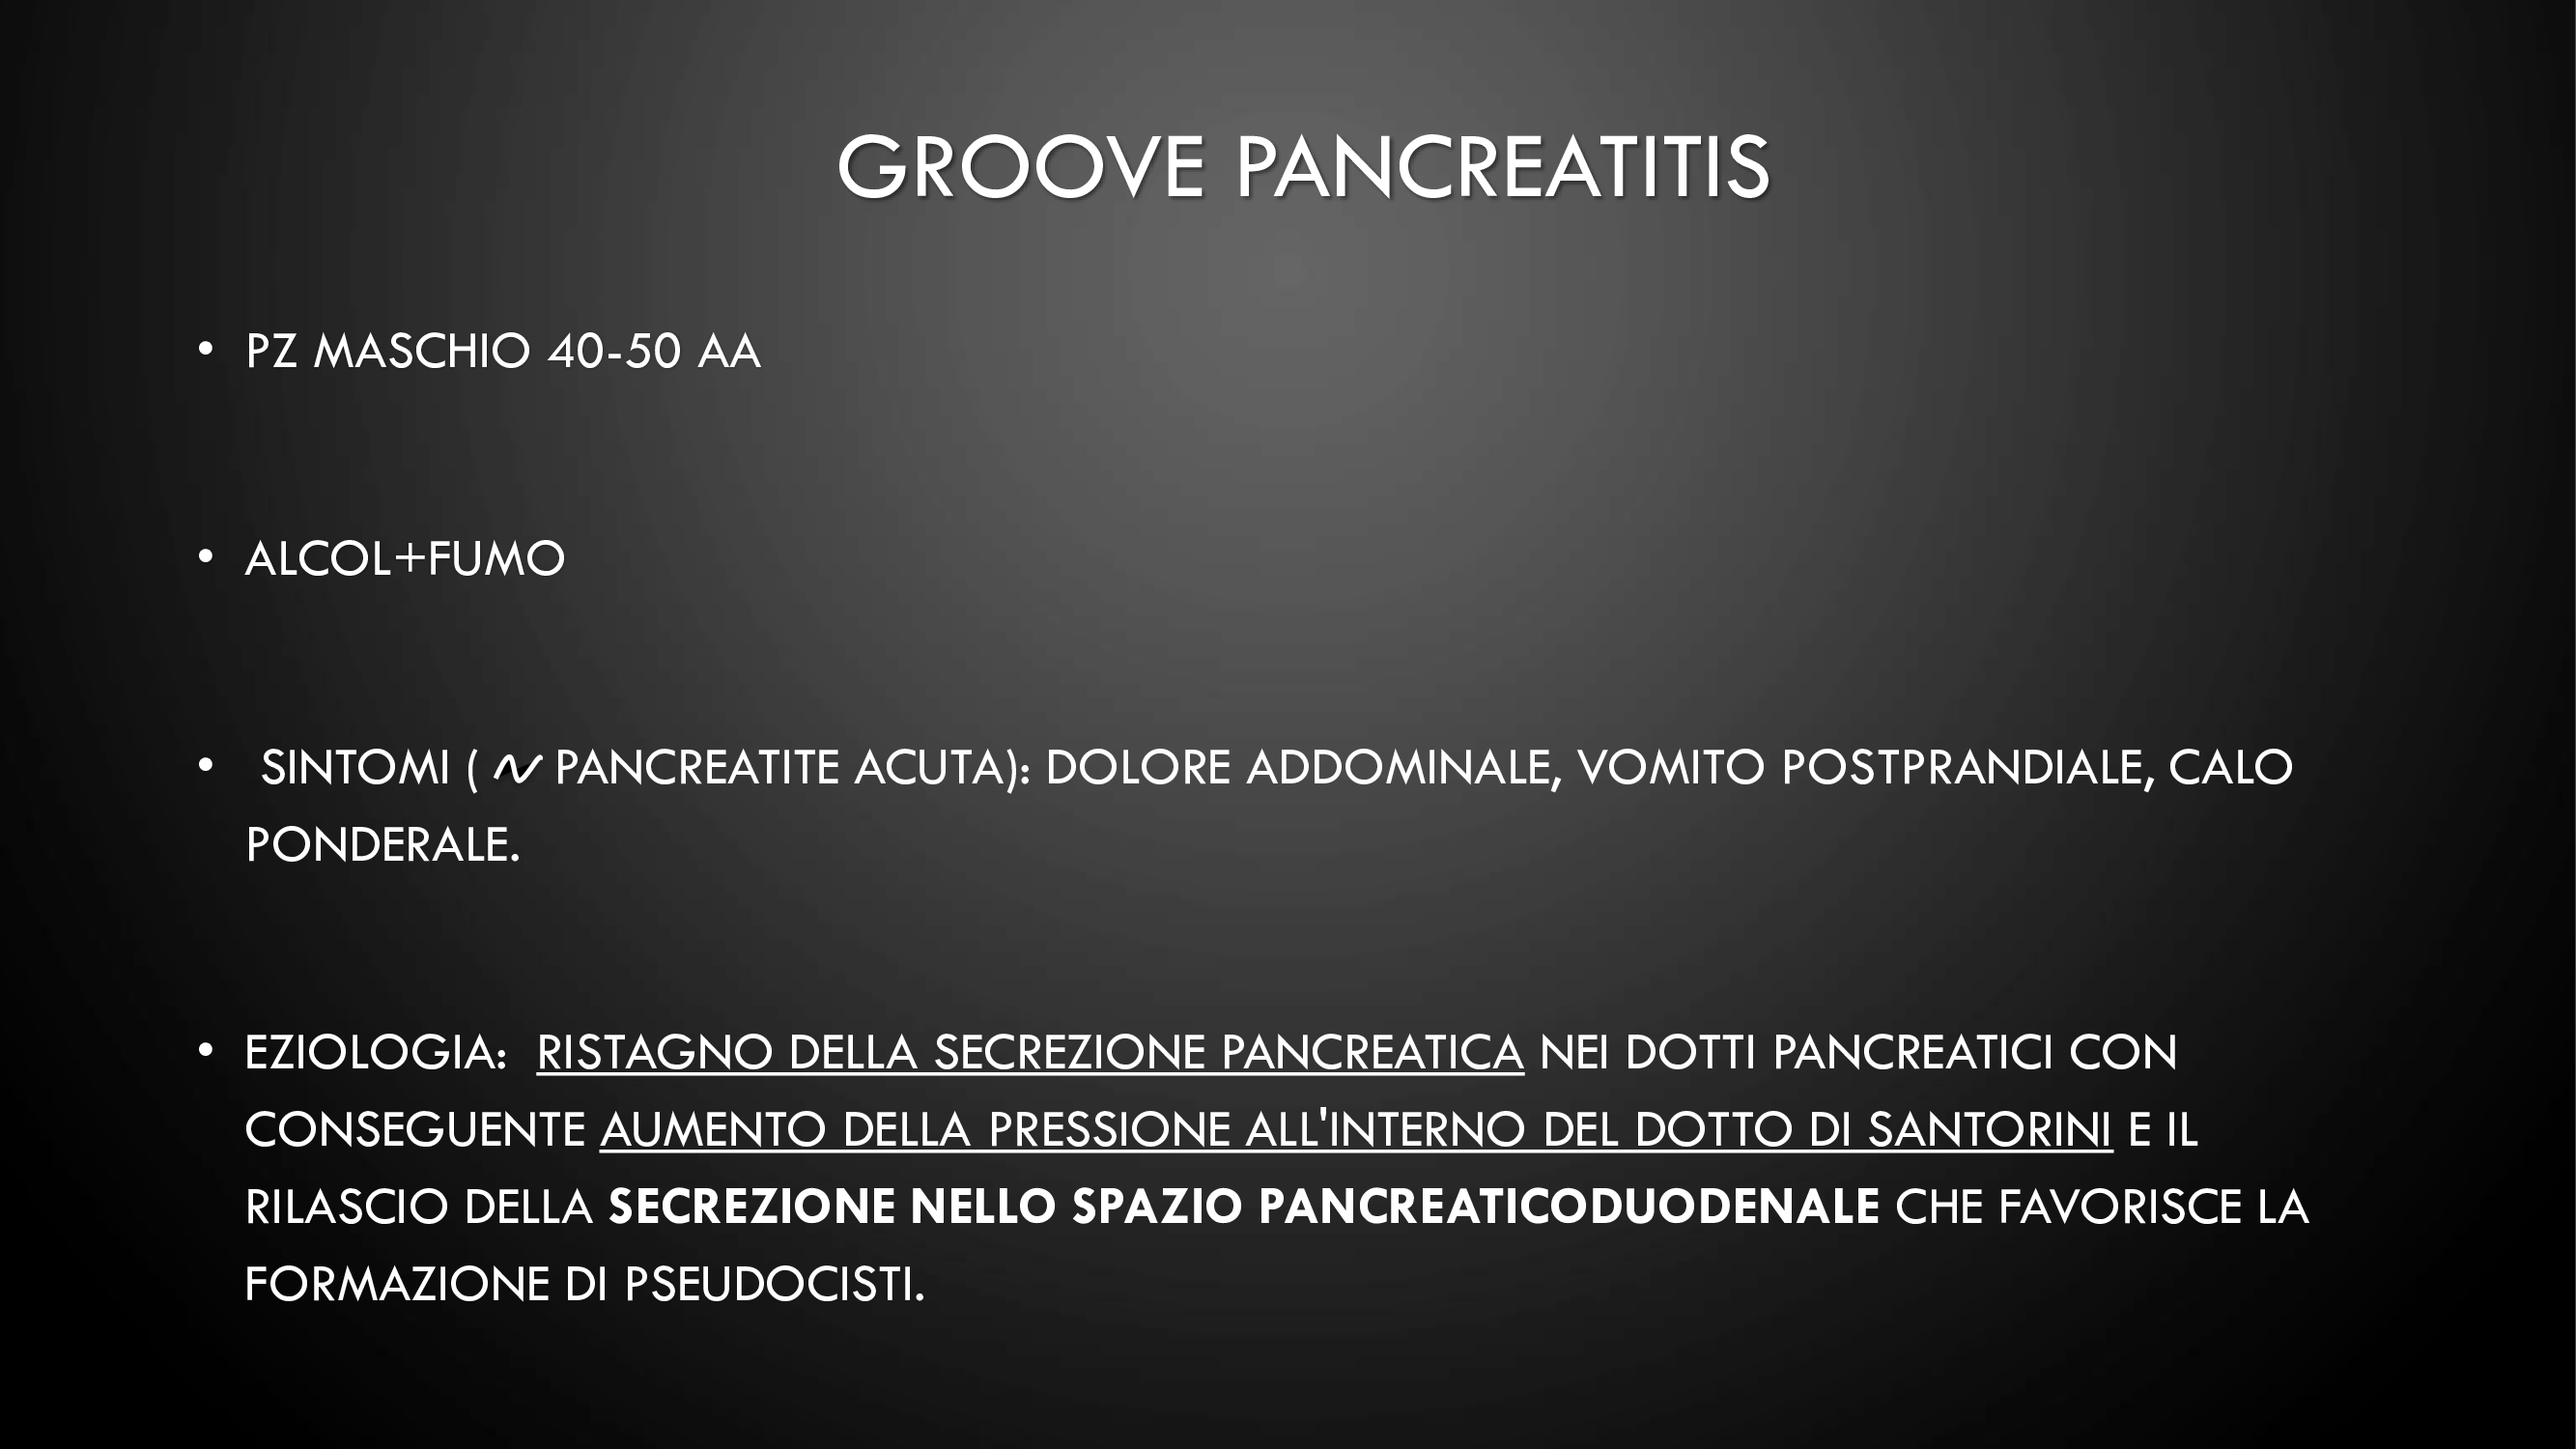 GROOVE PANCREATITIS
• PZ MASCHIO 40-50 AA
• ALCOL+FUMO
• SINTOMI ( ~ PANCREATITE ACUTA): DOLORE ADDOMINALE, VOMITO POSTPRANDIALE, CALO
PONDERALE.
• EZIOLOGIA: RISTAGNO DELLA SECREZIONE PANCREATICA NEI DOTTI PANCREATICI CON
CONSEGUENTE AUMENTO DELLA PRESSIONE ALL'INTERNO DEL DOTTO DI SANTORINI E IL
RILASCIO DELLA SECREZIONE NELLO SPAZIO PANCREATICODUODENALE CHE FAVORISCE LA
FORMAZIONE DI PSEUDOCISTI.